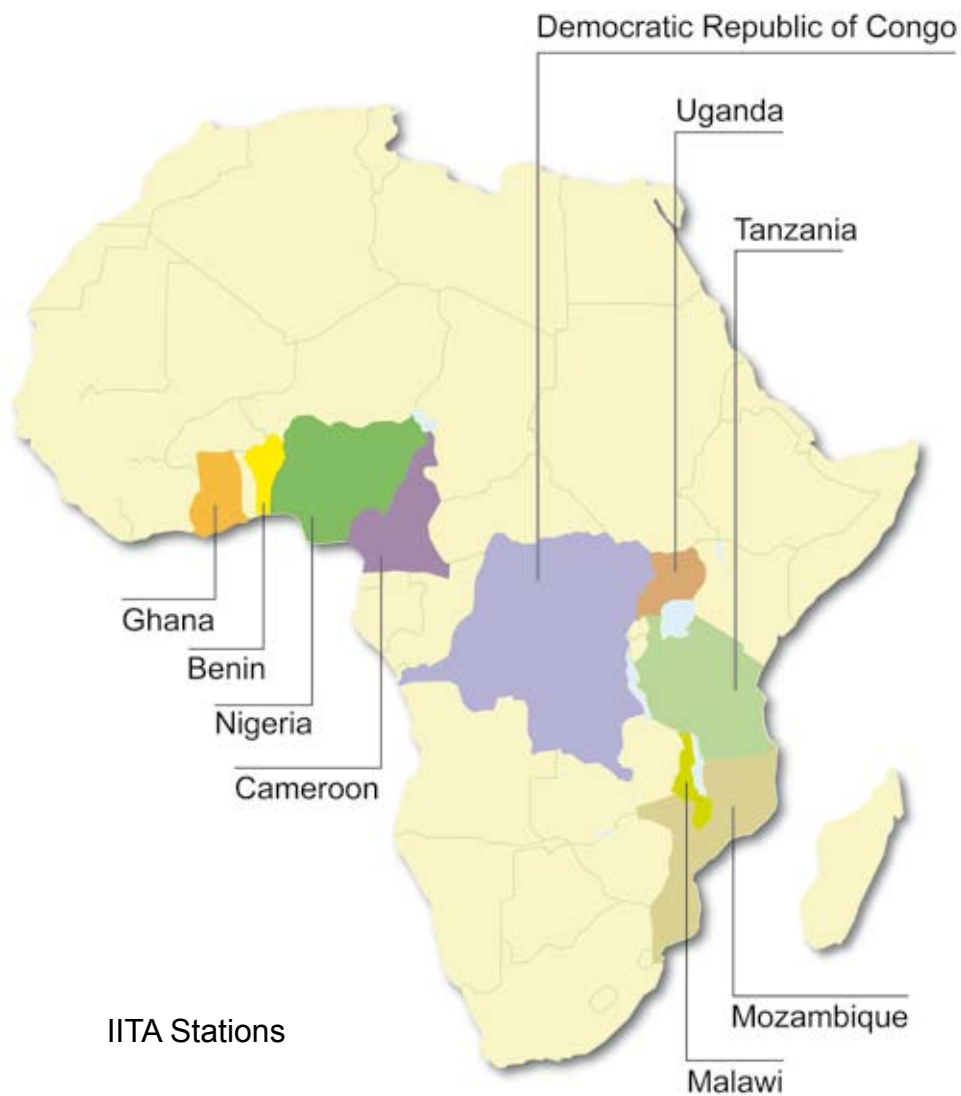 Democratic Republic of Congo
Uganda
Tanzania
Ghana
Benin
Nigeria
Cameroon
Mozambique
IITA Stations
Malawi